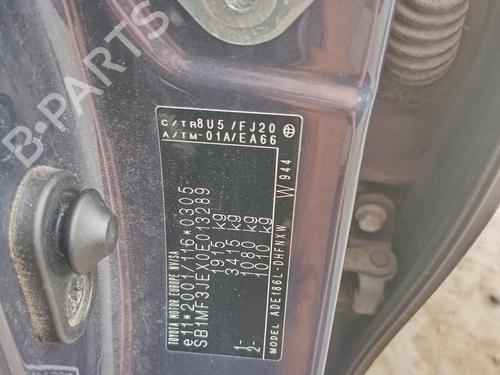 B-PARTS
TOYOTA MOTOR EUROPE NV/SA
e11*2001/116*0305
SB1MF3JEX0E013289
1915 kg
3415 kg
1- 1080 kg
2- 1010 kg
MODEL ADE186L-DHFNXW W 944
C/TR 8U5/FJ20
A/TM -01A/EA66